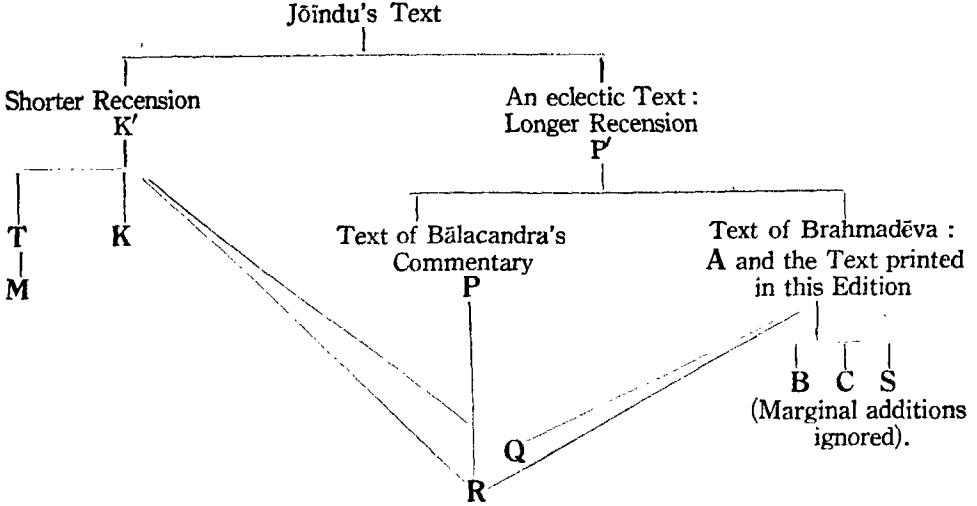 Jōīndu's Text
Shorter Recension
K′
An eclectic Text :
Longer Recension
P′
T
K
M
Text of Bālacandra's
Commentary
P
Text of Brahmadēva :
A and the Text printed
in this Edition
B C S
(Marginal additions
ignored).
Q
R